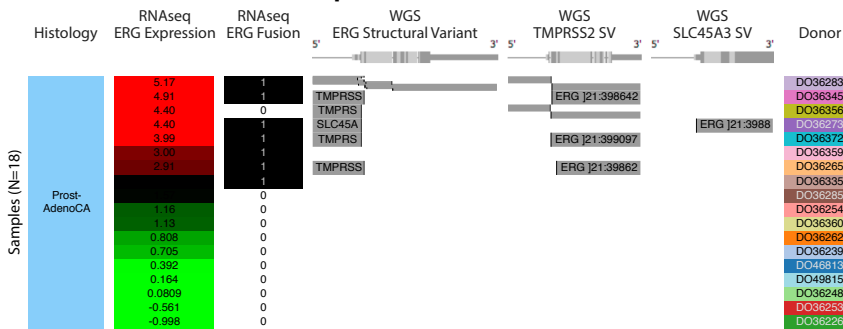 Histology
RNAseq
ERG Expression
RNAseq
ERG Fusion
WGS
ERG Structural Variant
WGS
TMPRSS2 SV
WGS
SLC45A3 SV
Donor
5' 3' 5' 3' 5' 3'
Samples (N=18)
Prost-
AdenoCA
5.17 1 DO36283
4.91 1 TMPRSS ERG ]21:398642 DO36345
4.40 0 TMPRS DO36356
4.40 1 SLC45A ERG ]21:3988 DO36273
3.99 1 TMPRS ERG ]21:399097 DO36372
3.00 1 DO36359
2.91 1 TMPRSS ERG ]21:39862 DO36265
1 DO36335
0 DO36285
1.16 0 DO36254
1.13 0 DO36360
0.808 0 DO36262
0.705 0 DO36239
0.392 0 DO46813
0.164 0 DO49815
0.0809 0 DO36248
-0.561 0 DO36253
-0.998 0 DO36226